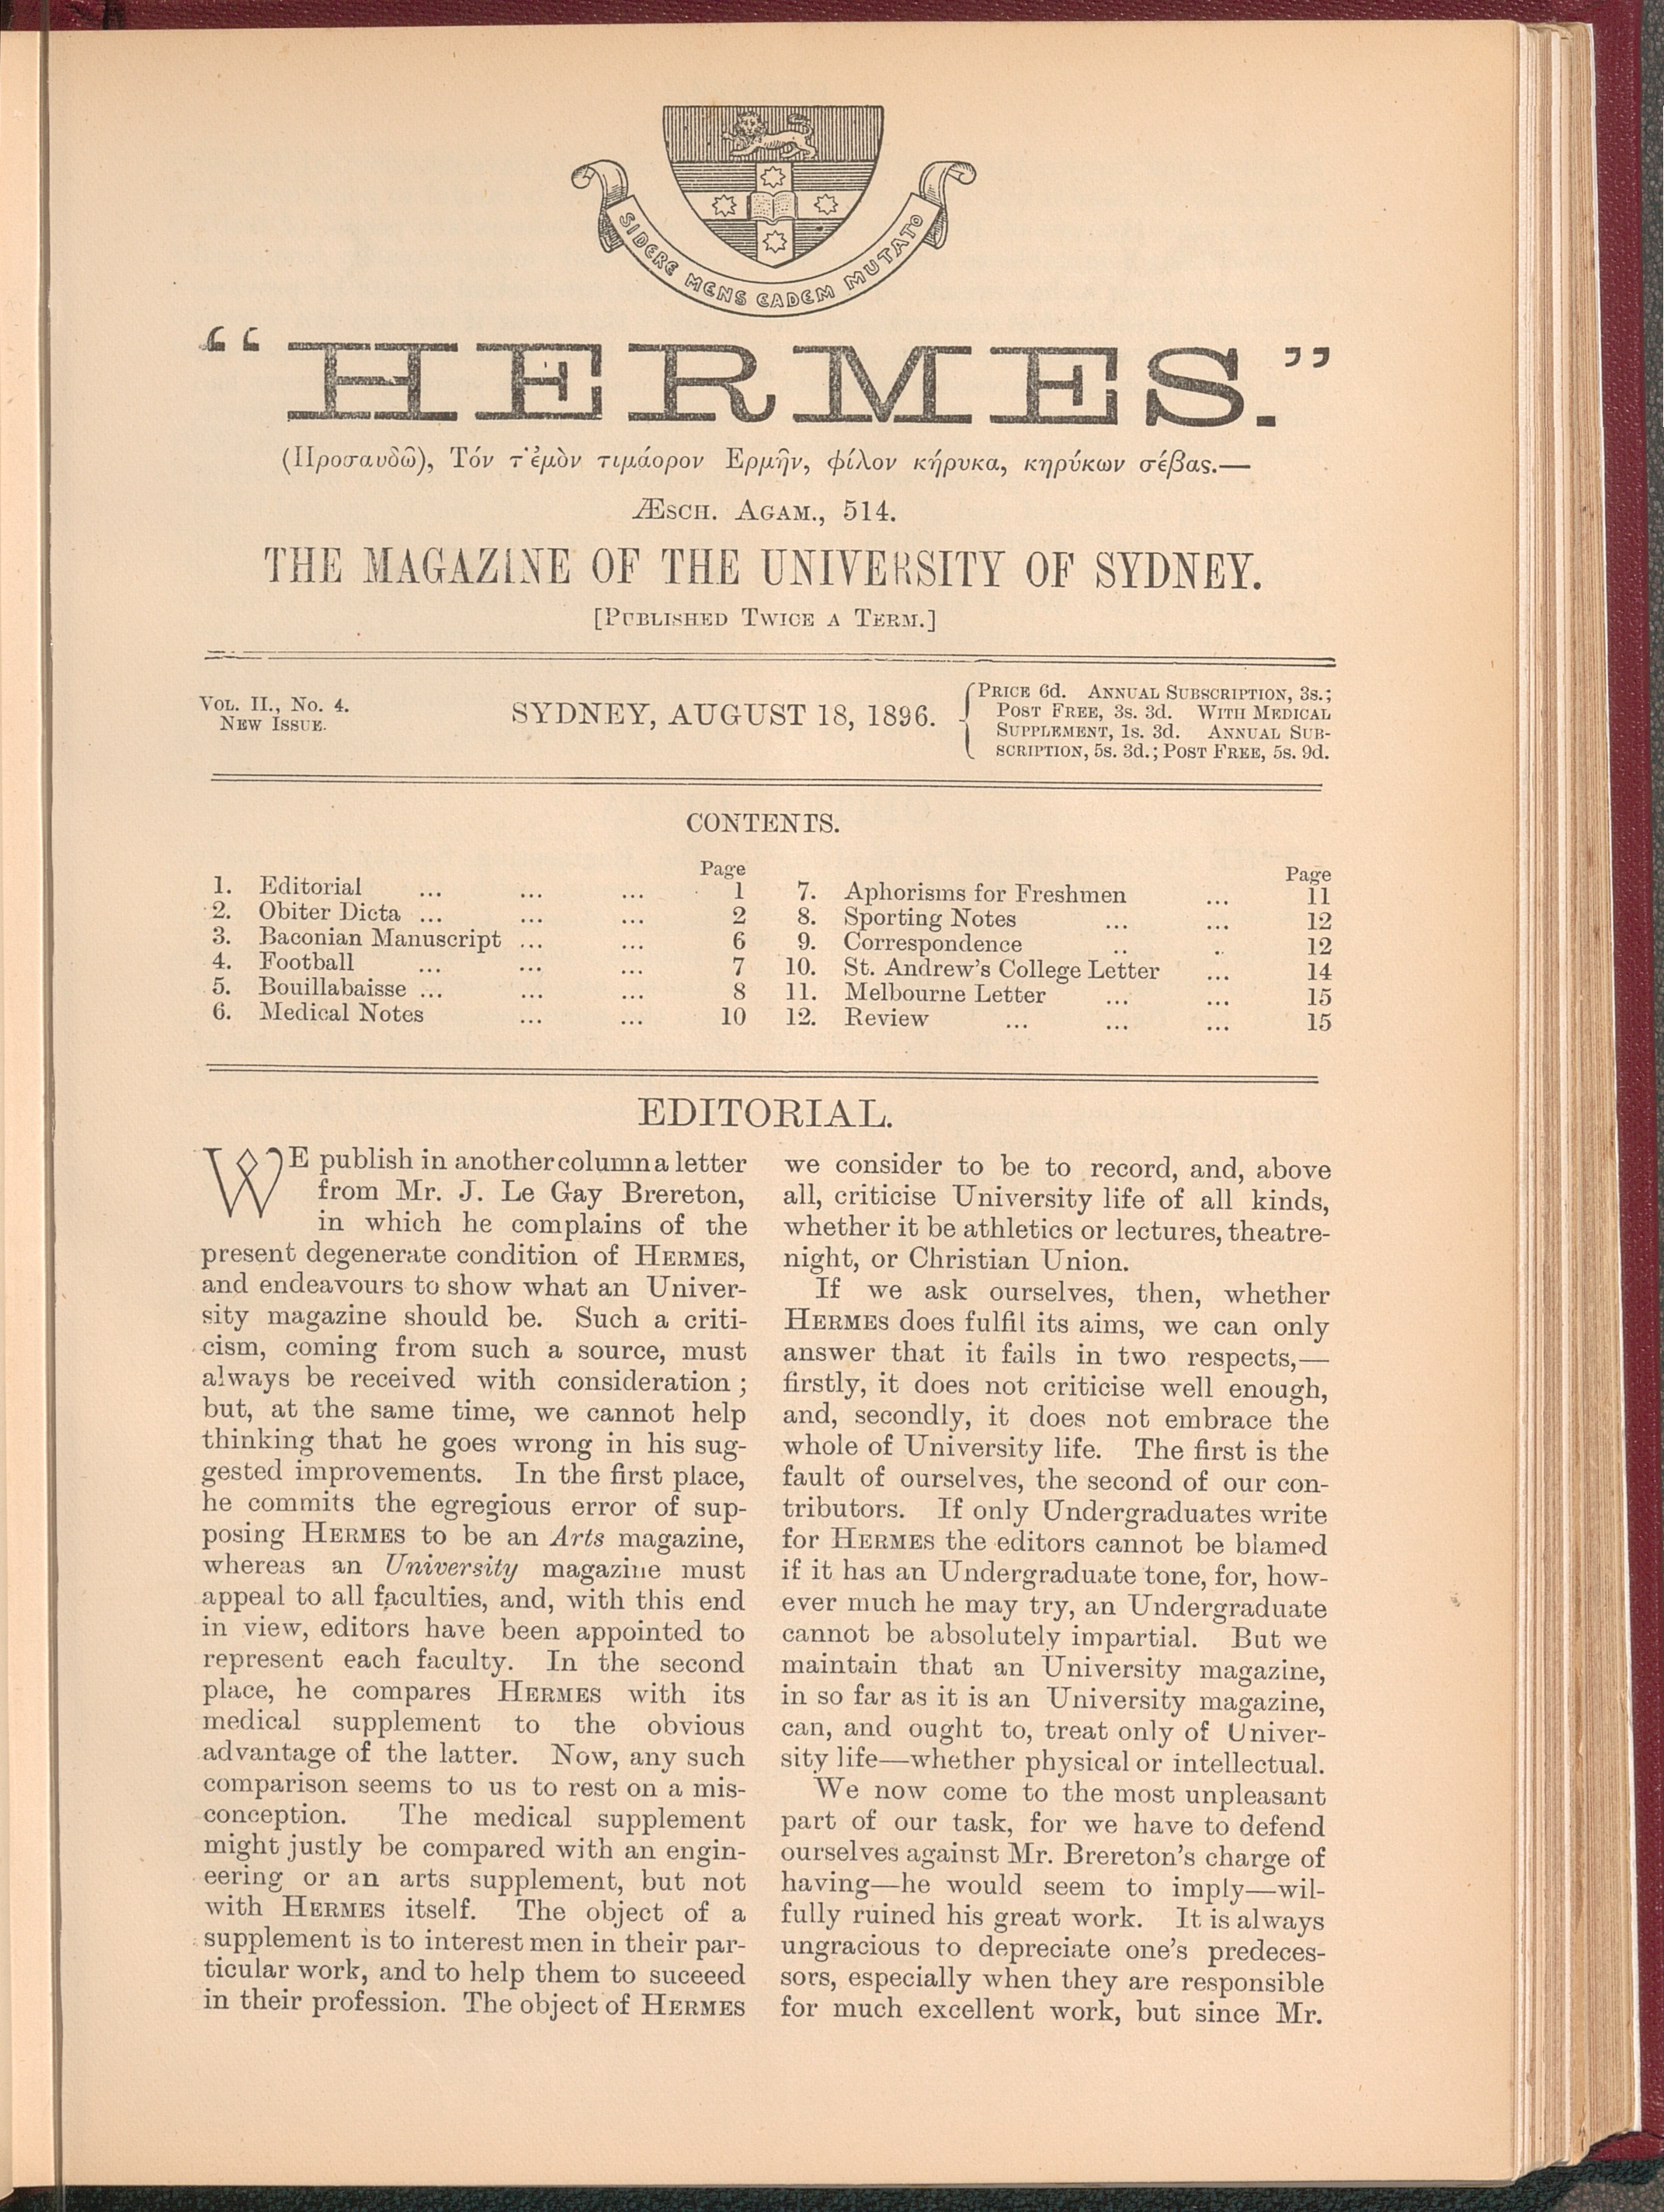 SIDERE MENS EADEM MUTATO
“HERMES.”
(Προσαυδῶ), Τόν τ᾽ἐμὸν τιμάορον Ερμῆν, φίλον κήρυκα, κηρύκων σέβας.—
ÆSCH. AGAM., 514.
THE MAGAZINE OF THE UNIVERSITY OF SYDNEY.
[PUBLISHED TWICE A TERM.]
VOL. II., No. 4.
NEW ISSUE.
SYDNEY, AUGUST 18, 1896.
PRICE 6d. ANNUAL SUBSCRIPTION, 3s.;
POST FREE, 3s. 3d. WITH MEDICAL
SUPPLEMENT, 1s. 3d. ANNUAL SUB-
SCRIPTION, 5s. 3d.; POST FREE, 5s. 9d.
CONTENTS.
Page
1. Editorial ... ... ... 1
2. Obiter Dicta ... ... ... 2
3. Baconian Manuscript ... ... 6
4. Football ... ... ... 7
5. Bouillabaisse ... ... ... 8
6. Medical Notes ... ... 10
Page
7. Aphorisms for Freshmen ... 11
8. Sporting Notes ... ... 12
9. Correspondence .. .. 12
10. St. Andrew's College Letter ... 14
11. Melbourne Letter ... ... 15
12. Review ... ... ... 15
EDITORIAL.
WE publish in another column a letter
from Mr. J. Le Gay Brereton,
in which he complains of the
present degenerate condition of HERMES,
and endeavours to show what an Univer-
sity magazine should be. Such a criti-
cism, coming from such a source, must
always be received with consideration;
but, at the same time, we cannot help
thinking that he goes wrong in his sug-
gested improvements. In the first place,
he commits the egregious error of sup-
posing HERMES to be an Arts magazine,
whereas an University magazine must
appeal to all faculties, and, with this end
in view, editors have been appointed to
represent each faculty. In the second
place, he compares HERMES with its
medical supplement to the obvious
advantage of the latter. Now, any such
comparison seems to us to rest on a mis-
conception. The medical supplement
might justly be compared with an engin-
eering or an arts supplement, but not
with HERMES itself. The object of a
supplement is to interest men in their par-
ticular work, and to help them to suceeed
in their profession. The object of HERMES
we consider to be to record, and, above
all, criticise University life of all kinds,
whether it be athletics or lectures, theatre-
night, or Christian Union.
If we ask ourselves, then, whether
HERMES does fulfil its aims, we can only
answer that it fails in two respects,—
firstly, it does not criticise well enough,
and, secondly, it does not embrace the
whole of University life. The first is the
fault of ourselves, the second of our con-
tributors. If only Undergraduates write
for HERMES the editors cannot be blamed
if it has an Undergraduate tone, for, how-
ever much he may try, an Undergraduate
cannot be absolutely impartial. But we
maintain that an University magazine,
in so far as it is an University magazine,
can, and ought to, treat only of Univer-
sity life—whether physical or intellectual.
We now come to the most unpleasant
part of our task, for we have to defend
ourselves against Mr. Brereton's charge of
having—he would seem to imply—wil-
fully ruined his great work. It is always
ungracious to depreciate one's predeces-
sors, especially when they are responsible
for much excellent work, but since Mr.